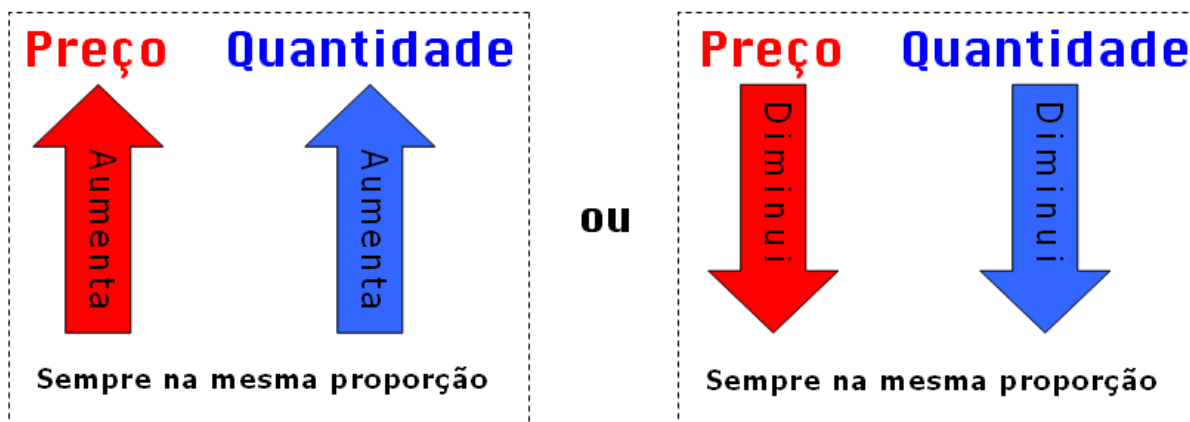 Preço Quantidade
Aumenta Aumenta
Sempre na mesma proporção
ou
Preço Quantidade
Diminui Diminui
Sempre na mesma proporção